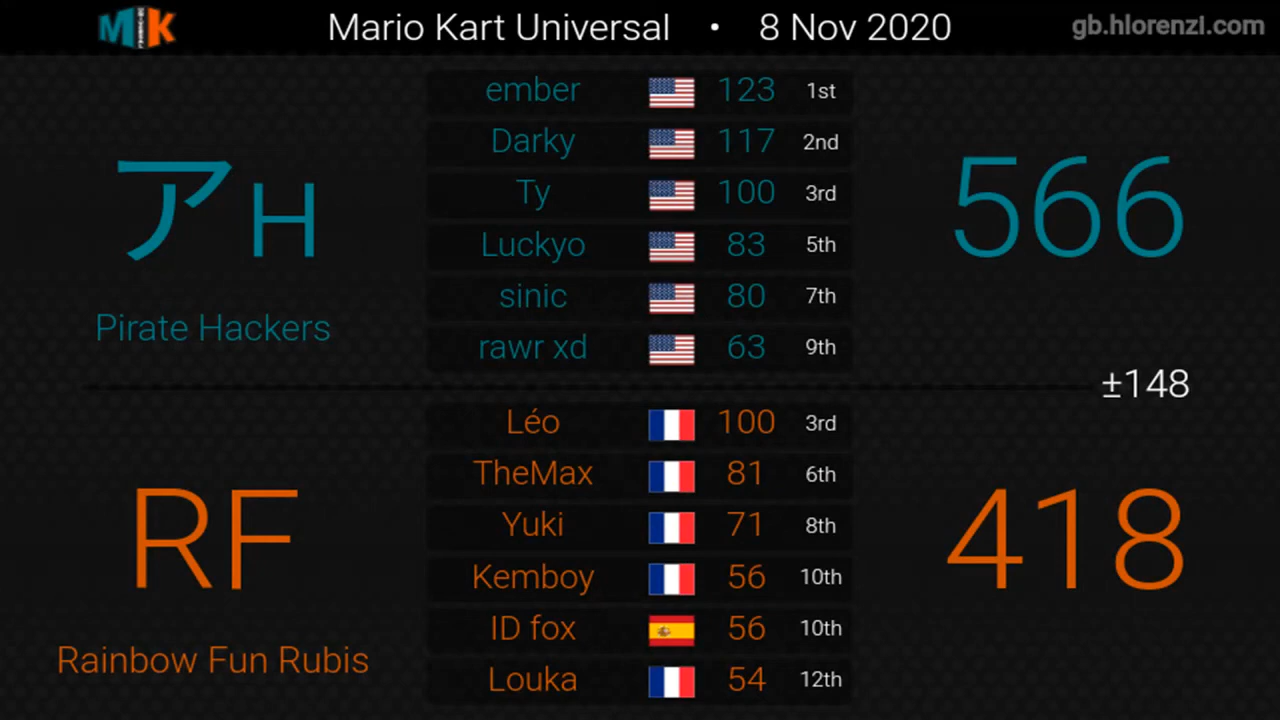 MK Mario Kart Universal • 8 Nov 2020 gb.hlorenzi.com
ember 123 1st
Darky 117 2nd
Ty 100 3rd
Luckyo 83 5th
sinic 80 7th
rawr xd 63 9th
アH
Pirate Hackers
566
±148
Léo 100 3rd
TheMax 81 6th
Yuki 71 8th
Kemboy 56 10th
ID fox 56 10th
Louka 54 12th
RF
Rainbow Fun Rubis
418